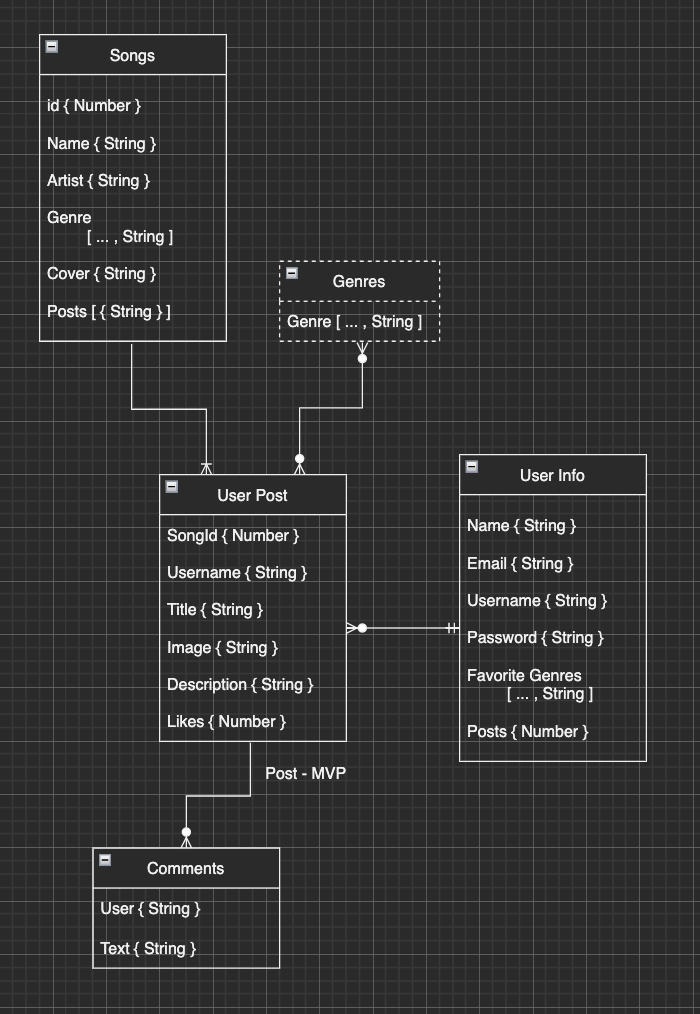 Songs
id { Number }
Name { String }
Artist { String }
Genre
[ ... , String ]
Cover { String }
Posts [ { String } ]
Genres
Genre [ ... , String ]
User Post
SongId { Number }
Username { String }
Title { String }
Image { String }
Description { String }
Likes { Number }
User Info
Name { String }
Email { String }
Username { String }
Password { String }
Favorite Genres
[ ... , String ]
Posts { Number }
Post - MVP
Comments
User { String }
Text { String }